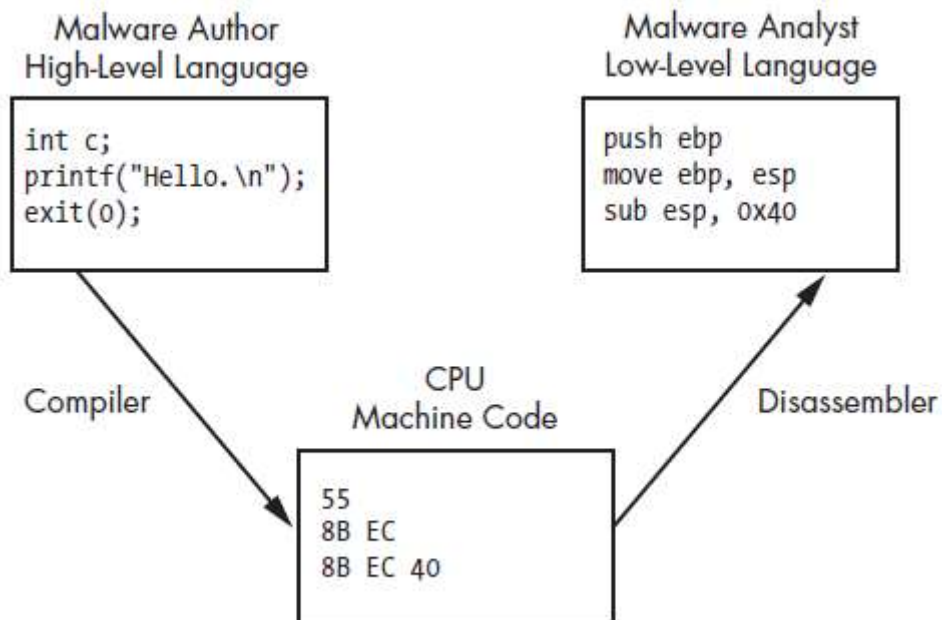 Malware Author
High-Level Language
int c;
printf("Hello.\n");
exit(0);
Malware Analyst
Low-Level Language
push ebp
move ebp, esp
sub esp, 0x40
Compiler
CPU
Machine Code
Disassembler
55
8B EC
8B EC 40